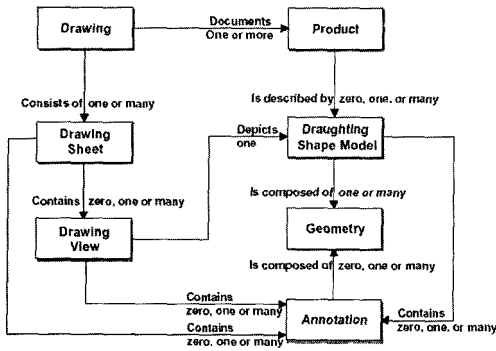 Drawing
Documents
One or more
Product
Consists of one or many
Is described by zero, one, or many
Drawing
Sheet
Depicts
one
Draughting
Shape Model
Contains zero, one or many
Is composed of one or many
Drawing
View
Geometry
Is composed of zero, one or many
Contains
zero, one or many
Contains
zero, one or many
Annotation
Contains
zero, one, or many